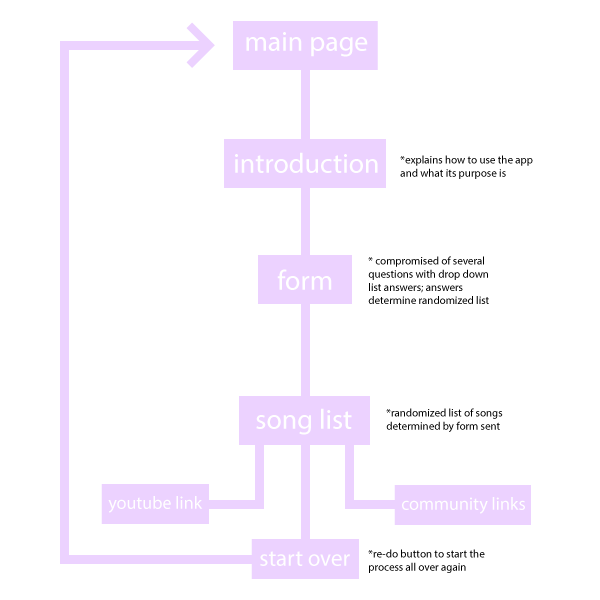 main page
introduction
*explains how to use the app
and what its purpose is
form
* compromised of several
questions with drop down
list answers; answers
determine randomized list
song list
*randomized list of songs
determined by form sent
youtube link
community links
start over
*re-do button to start the
process all over again